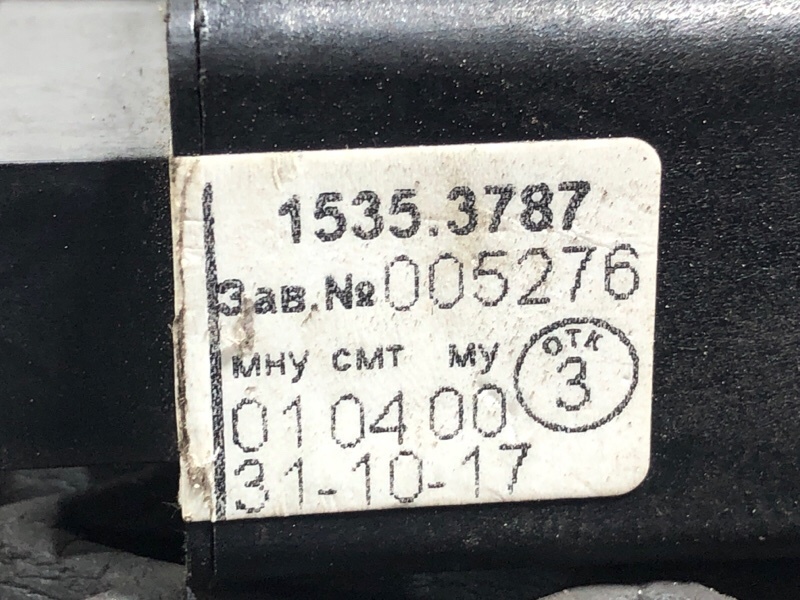 1535.3787
Зав.№005276
мну смт му
ОТК
3
01 04 00
31-10-17